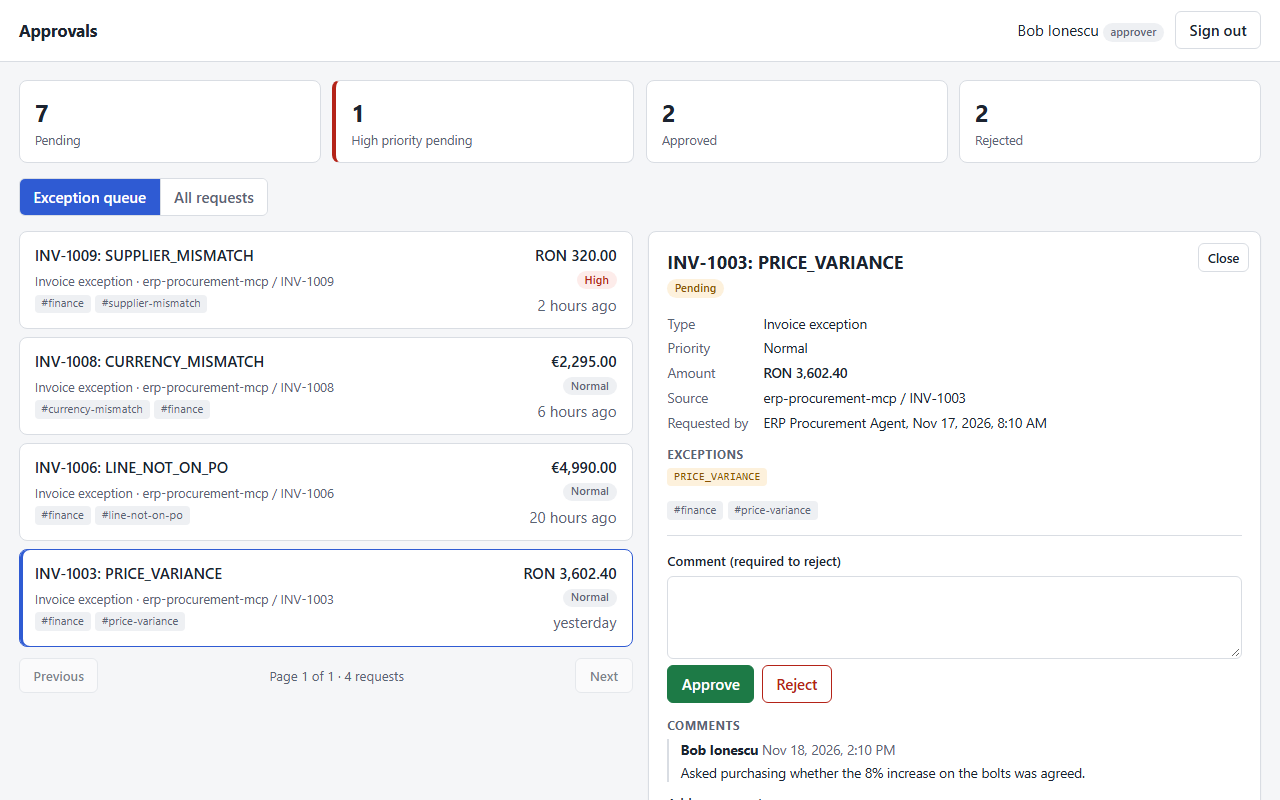 Approvals
Bob Ionescu approver Sign out
7
Pending
1
High priority pending
2
Approved
2
Rejected
Exception queue All requests
INV-1009: SUPPLIER_MISMATCH RON 320.00
Invoice exception · erp-procurement-mcp / INV-1009 High
#finance #supplier-mismatch 2 hours ago
INV-1008: CURRENCY_MISMATCH €2,295.00
Invoice exception · erp-procurement-mcp / INV-1008 Normal
#currency-mismatch #finance 6 hours ago
INV-1006: LINE_NOT_ON_PO €4,990.00
Invoice exception · erp-procurement-mcp / INV-1006 Normal
#finance #line-not-on-po 20 hours ago
INV-1003: PRICE_VARIANCE RON 3,602.40
Invoice exception · erp-procurement-mcp / INV-1003 Normal
#finance #price-variance yesterday
Previous Page 1 of 1 · 4 requests Next
INV-1003: PRICE_VARIANCE Close
Pending
Type Invoice exception
Priority Normal
Amount RON 3,602.40
Source erp-procurement-mcp / INV-1003
Requested by ERP Procurement Agent, Nov 17, 2026, 8:10 AM
EXCEPTIONS
PRICE_VARIANCE
#finance #price-variance
Comment (required to reject)
Approve Reject
COMMENTS
Bob Ionescu Nov 18, 2026, 2:10 PM
Asked purchasing whether the 8% increase on the bolts was agreed.